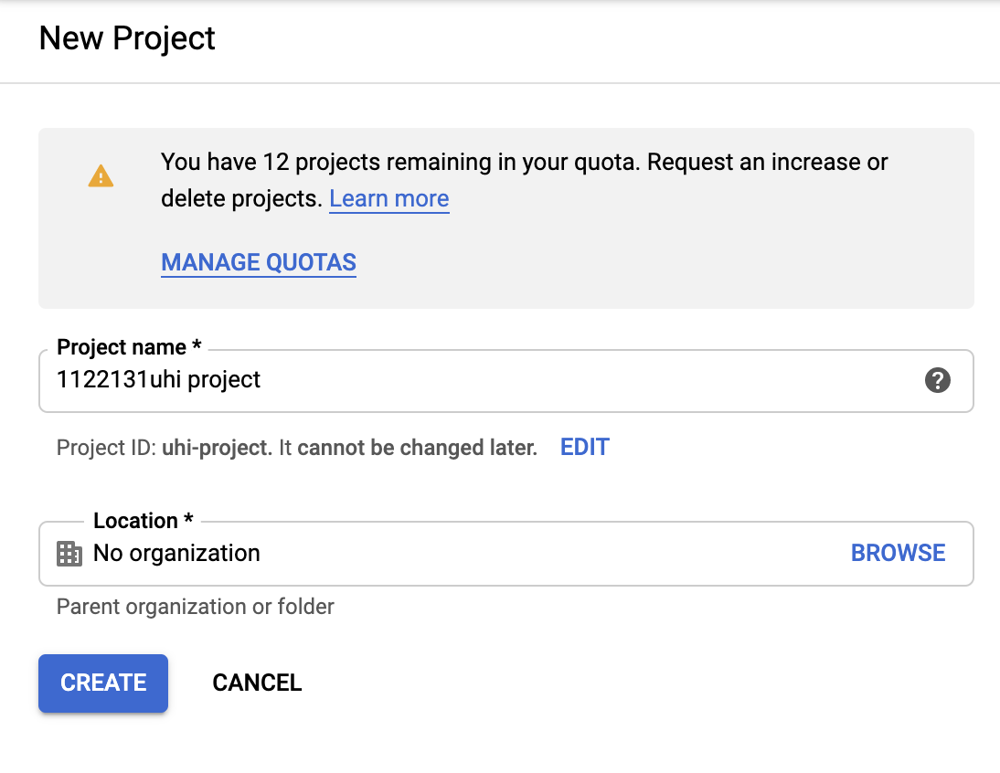 New Project
You have 12 projects remaining in your quota. Request an increase or
delete projects. Learn more
MANAGE QUOTAS
Project name *
1122131uhi project
Project ID: uhi-project. It cannot be changed later. EDIT
Location *
No organization BROWSE
Parent organization or folder
CREATE CANCEL